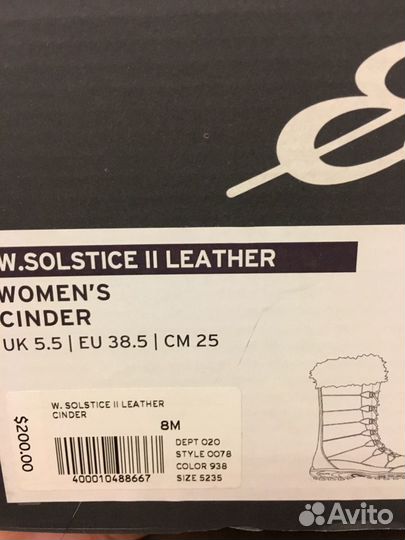 W.SOLSTICE II LEATHER
WOMEN'S
CINDER
UK 5.5 | EU 38.5 | CM 25
W. SOLSTICE II LEATHER
CINDER
8M
DEPT 020
STYLE 0078
COLOR 938
SIZE 5235
400010488667
$200.00
Avito